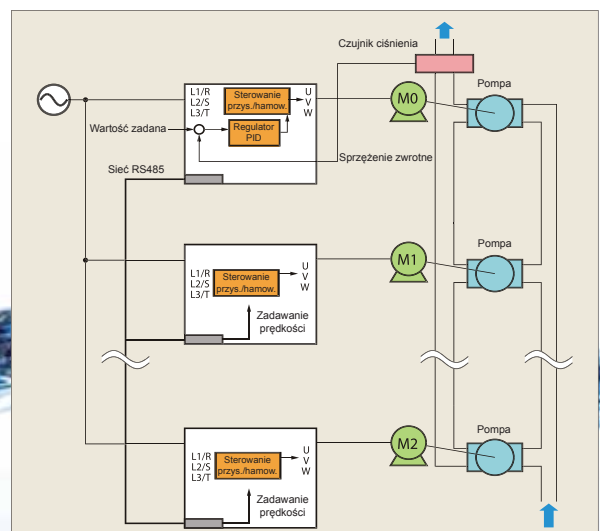 Czujnik ciśnienia
L1/R
L2/S
L3/T
Sterowanie
przys./hamow.
U
V
W
M0
Pompa
Wartość zadana
Regulator
PID
Sprzężenie zwrotne
Sieć RS485
L1/R
L2/S
L3/T
Sterowanie
przys./hamow.
U
V
W
M1
Pompa
Zadawanie
prędkości
L1/R
L2/S
L3/T
Sterowanie
przys./hamow.
U
V
W
M2
Pompa
Zadawanie
prędkości